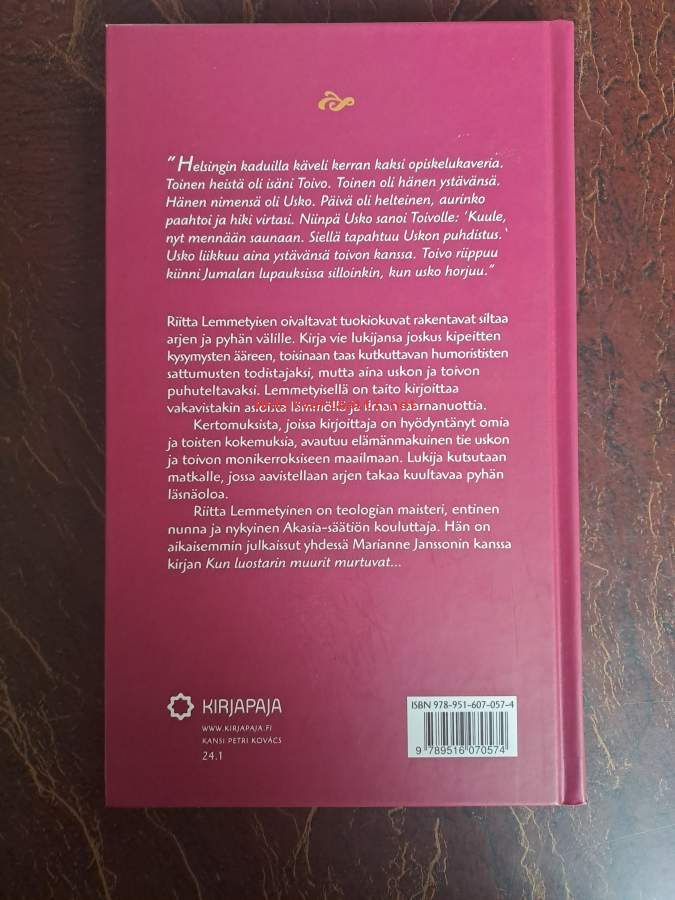 "Helsingin kaduilla käveli kerran kaksi opiskelukaveria.
Toinen heistä oli isäni Toivo. Toinen oli hänen ystävänsä.
Hänen nimensä oli Usko. Päivä oli helteinen, aurinko
paahtoi ja hiki virtasi. Niinpä Usko sanoi Toivolle: 'Kuule,
nyt mennään saunaan. Siellä tapahtuu Uskon puhdistus.'
Usko liikkuu aina ystävänsä toivon kanssa. Toivo riippuu
kiinni Jumalan lupauksissa silloinkin, kun usko horjuu."
Riitta Lemmetyisen oivaltavat tuokiokuvat rakentavat siltaa
arjen ja pyhän välille. Kirja vie lukijansa joskus kipeitten
kysymysten ääreen, toisinaan taas kutkuttavan humorististen
sattumusten todistajaksi, mutta aina uskon ja toivon
puhuteltavaksi. Lemmetyisellä on taito kirjoittaa
vakavistakin asioista lämmöllä ja ilman saarnanuottia.
Kertomuksista, joissa kirjoittaja on hyödyntänyt omia
ja toisten kokemuksia, avautuu elämänmakuinen tie uskon
ja toivon monikerroksiseen maailmaan. Lukija kutsutaan
matkalle, jossa aavistellaan arjen takaa kuultavaa pyhän
läsnäoloa.
Riitta Lemmetyinen on teologian maisteri, entinen
nunna ja nykyinen Akasia-säätiön kouluttaja. Hän on
aikaisemmin julkaissut yhdessä Marianne Janssonin kanssa
kirjan Kun luostarin muurit murtuvat...
KIRJAPAJA
WWW.KIRJAPAJA.FI
KANSI PETRI KOVÁCS
24.1
ISBN 978-951-607-057-4
9 789516 070574